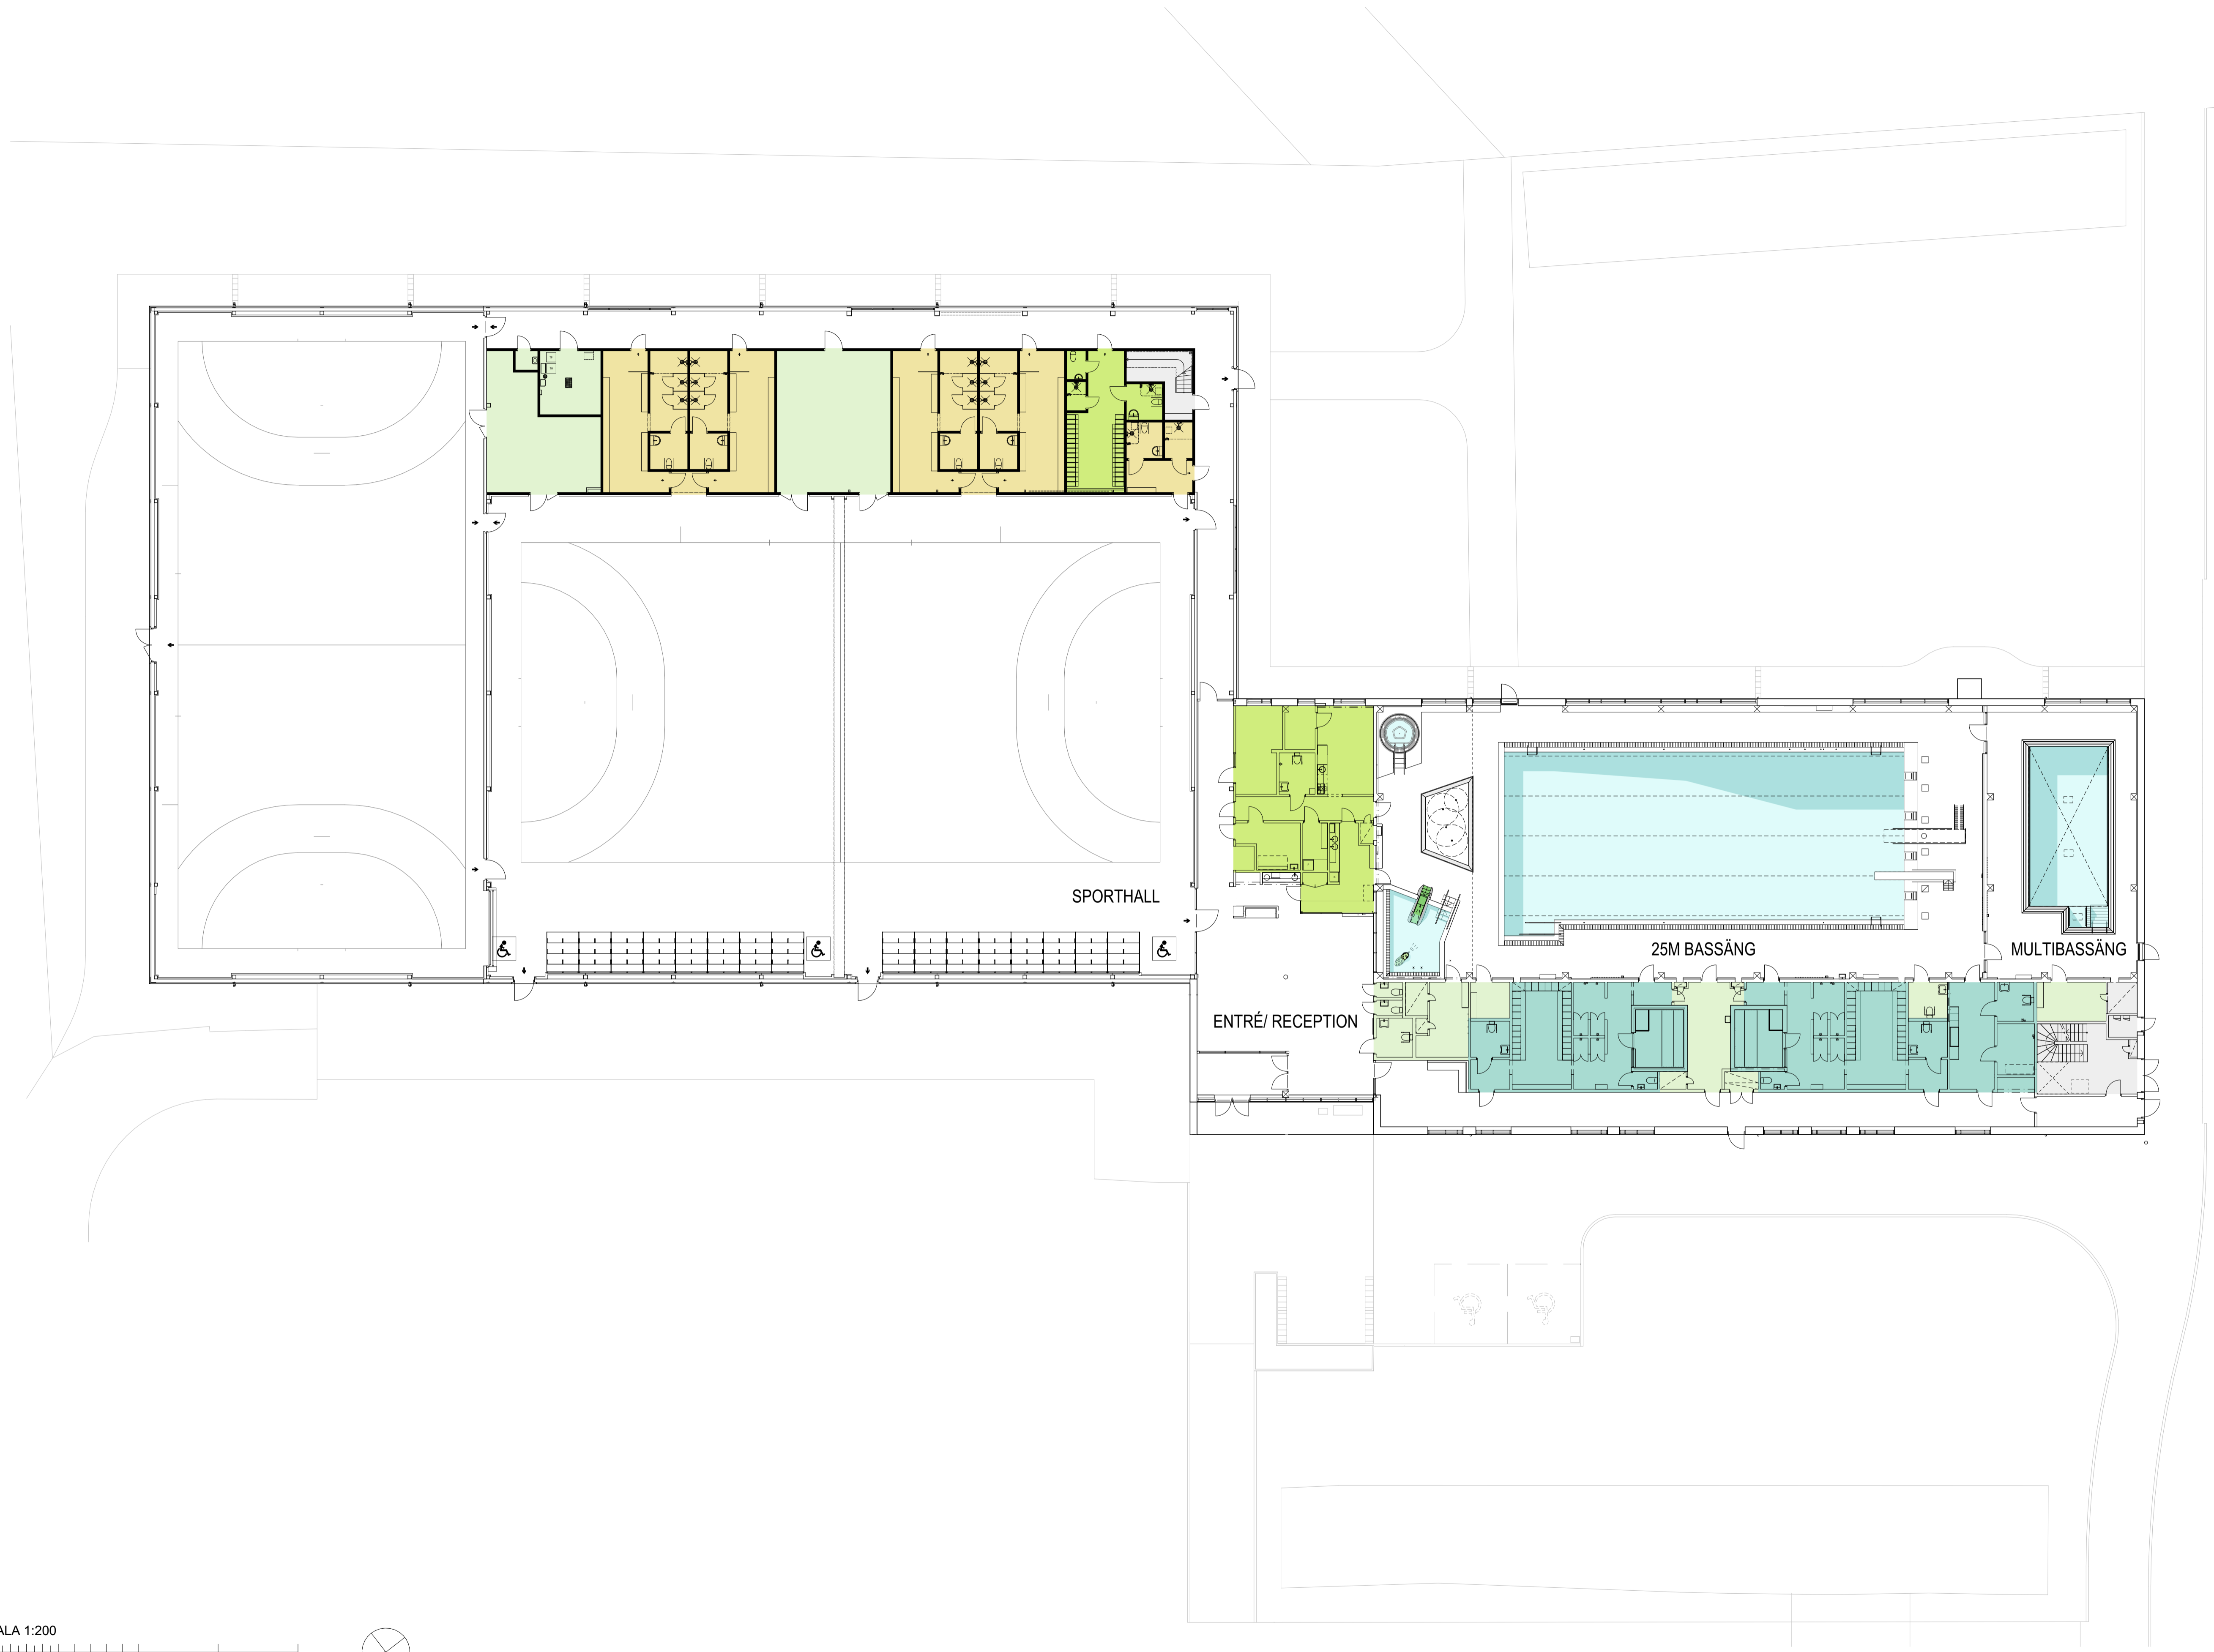 SPORTHALL
25M BASSÄNG
MULTIBASSÄNG
ENTRÉ/ RECEPTION
ALA 1:200